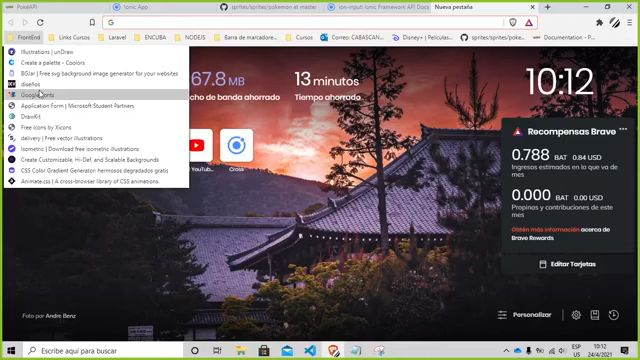 PokéAPI
Ionic App
sprites/sprites/pokemon at master
ion-input: Ionic Framework API Docs
Nueva pestaña
FrontEnd
Links Cursos
Laravel
ENCUBA
NODEJS
Barra de marcadore...
Cursos
Correo: CABASCAN...
Disney+ | Películas...
sprites/sprites/poké...
Documentation - P...
Illustrations | unDraw
Create a palette - Coolors
BGJar | Free svg background image generator for your websites
diseños
Google Fonts
Application Form | Microsoft Student Partners
DrawKit
Free icons by Xicons
delivery | Free vector illustrations
Isometric | Download free isometric illustrations
Create Customizable, Hi-Def, and Scalable Backgrounds
CSS Color Gradient Generator hermosos degradados gratis
Animate.css | A cross-browser library of CSS animations.
67.8 MB
cho de banda ahorrado
13 minutos
Tiempo ahorrado
10:12
YouTub...
Cross
Recompensas Brave
0.788 BAT 0.84 USD
Ingresos estimados en lo que va de
mes
0.000 BAT 0.00 USD
Propinas y contribuciones de este
mes
Obtén más información acerca de
Brave Rewards
Editar Tarjetas
Foto por Andre Benz
Personalizar
Escribe aquí para buscar
ESP
US
10:12
24/4/2021